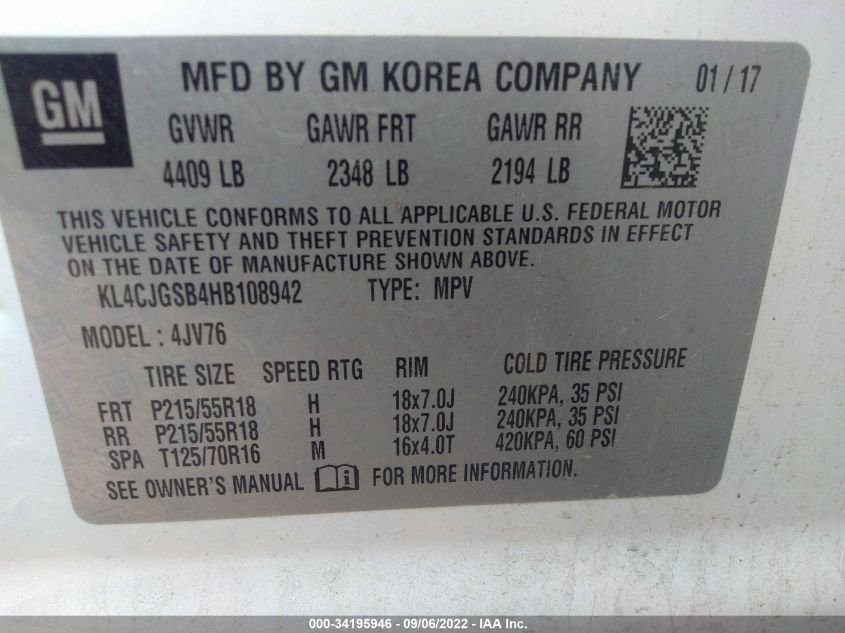 GM
MFD BY GM KOREA COMPANY 01/17
GVWR GAWR FRT GAWR RR
4409 LB 2348 LB 2194 LB
THIS VEHICLE CONFORMS TO ALL APPLICABLE U.S. FEDERAL MOTOR
VEHICLE SAFETY AND THEFT PREVENTION STANDARDS IN EFFECT
ON THE DATE OF MANUFACTURE SHOWN ABOVE.
KL4CJGSB4HB108942 TYPE: MPV
MODEL: 4JV76
TIRE SIZE SPEED RTG RIM COLD TIRE PRESSURE
FRT P215/55R18 H 18x7.0J 240KPA, 35 PSI
RR P215/55R18 H 18x7.0J 240KPA, 35 PSI
SPA T125/70R16 M 16x4.0T 420KPA, 60 PSI
SEE OWNER'S MANUAL FOR MORE INFORMATION.
000-34195946 - 09/06/2022 - IAA Inc.